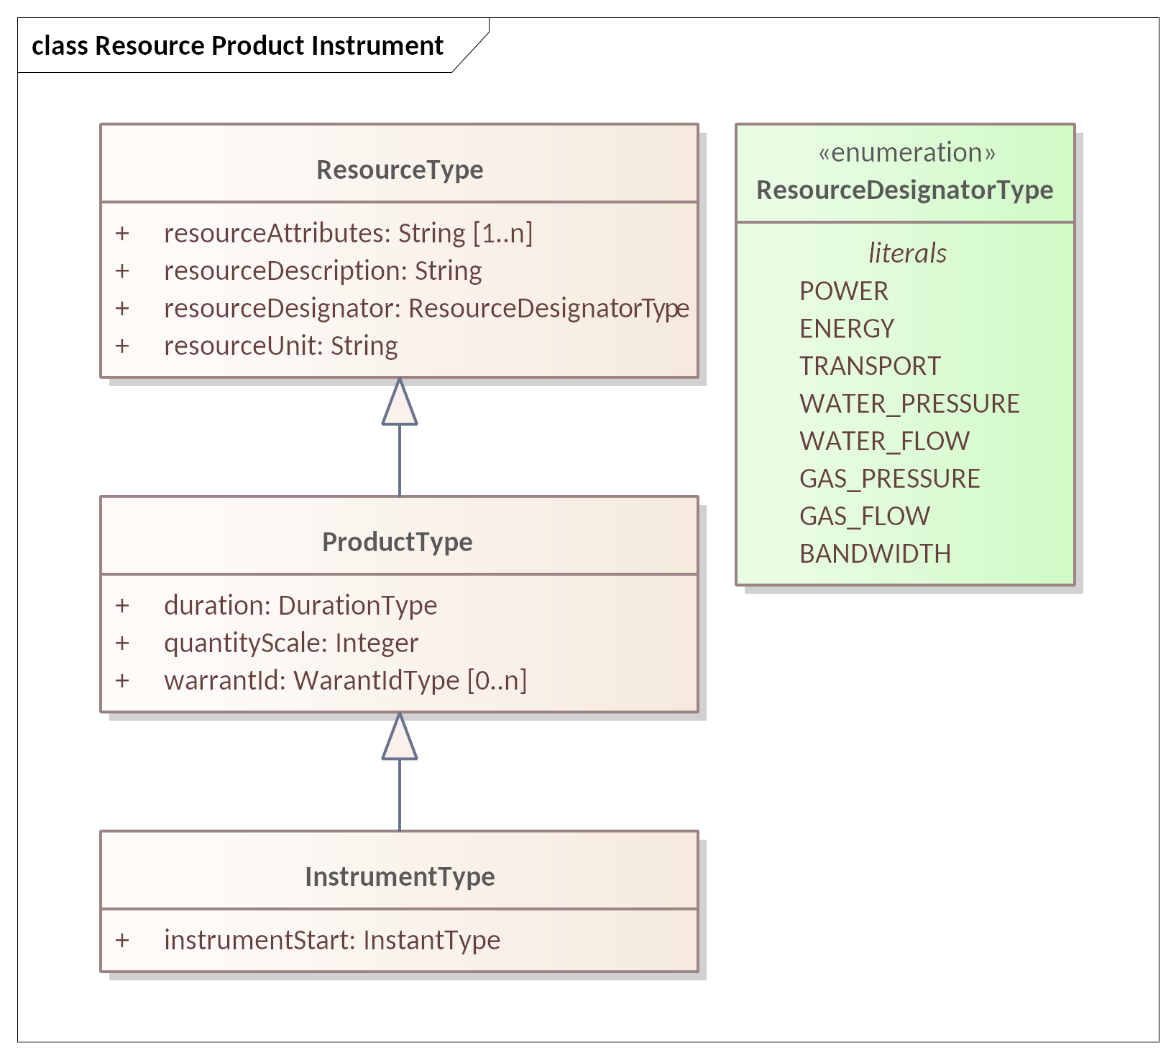 class Resource Product Instrument
ResourceType
+ resourceAttributes: String [1..n]
+ resourceDescription: String
+ resourceDesignator: ResourceDesignatorType
+ resourceUnit: String
«enumeration»
ResourceDesignatorType
literals
POWER
ENERGY
TRANSPORT
WATER_PRESSURE
WATER_FLOW
GAS_PRESSURE
GAS_FLOW
BANDWIDTH
ProductType
+ duration: DurationType
+ quantityScale: Integer
+ warrantId: WarantIdType [0..n]
InstrumentType
+ instrumentStart: InstantType